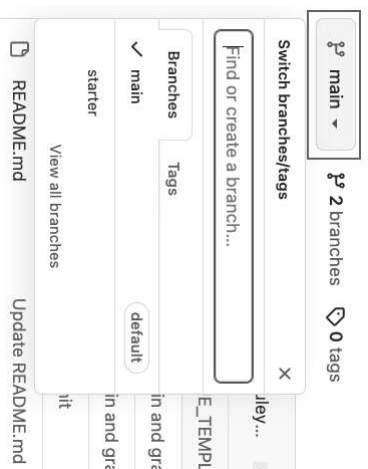 main 2 branches 0 tags
Switch branches/tags
Find or create a branch...
Branches Tags
main default
starter
View all branches
README.md Update README.md
uley...
E_TEMPL
in and gra
in and gra
it